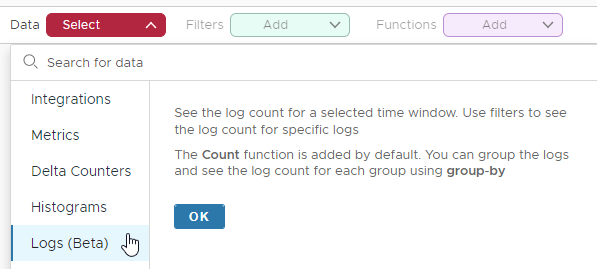 Data Select Filters Add Functions Add
Search for data
Integrations
Metrics
Delta Counters
Histograms
Logs (Beta)
See the log count for a selected time window. Use filters to see
the log count for specific logs
The Count function is added by default. You can group the logs
and see the log count for each group using group-by
OK